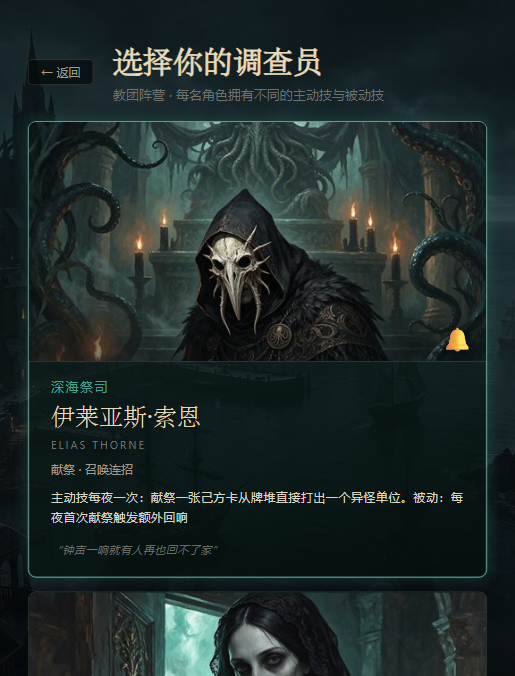 ← 返回
选择你的调查员
教团阵营 · 每名角色拥有不同的主动技与被动技
深海祭司
伊莱亚斯·索恩
ELIAS THORNE
献祭 · 召唤连招
主动技每夜一次：献祭一张己方卡从牌堆直接打出一个异怪单位。被动：每
夜首次献祭触发额外回响
"钟声一响就有人再也回不了家"